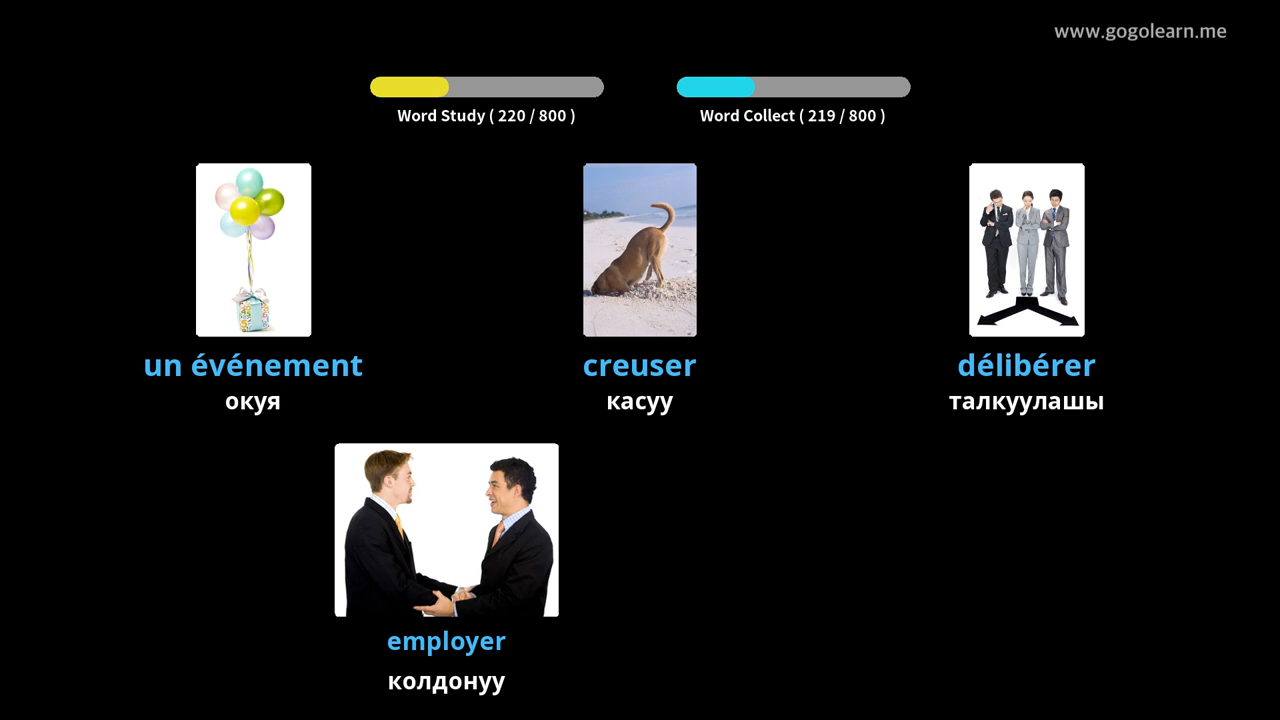 www.gogolearn.me
Word Study ( 220 / 800 )
Word Collect ( 219 / 800 )
un événement
creuser
délibérer
окуя
касуу
талкуулашы
employer
колдонуу